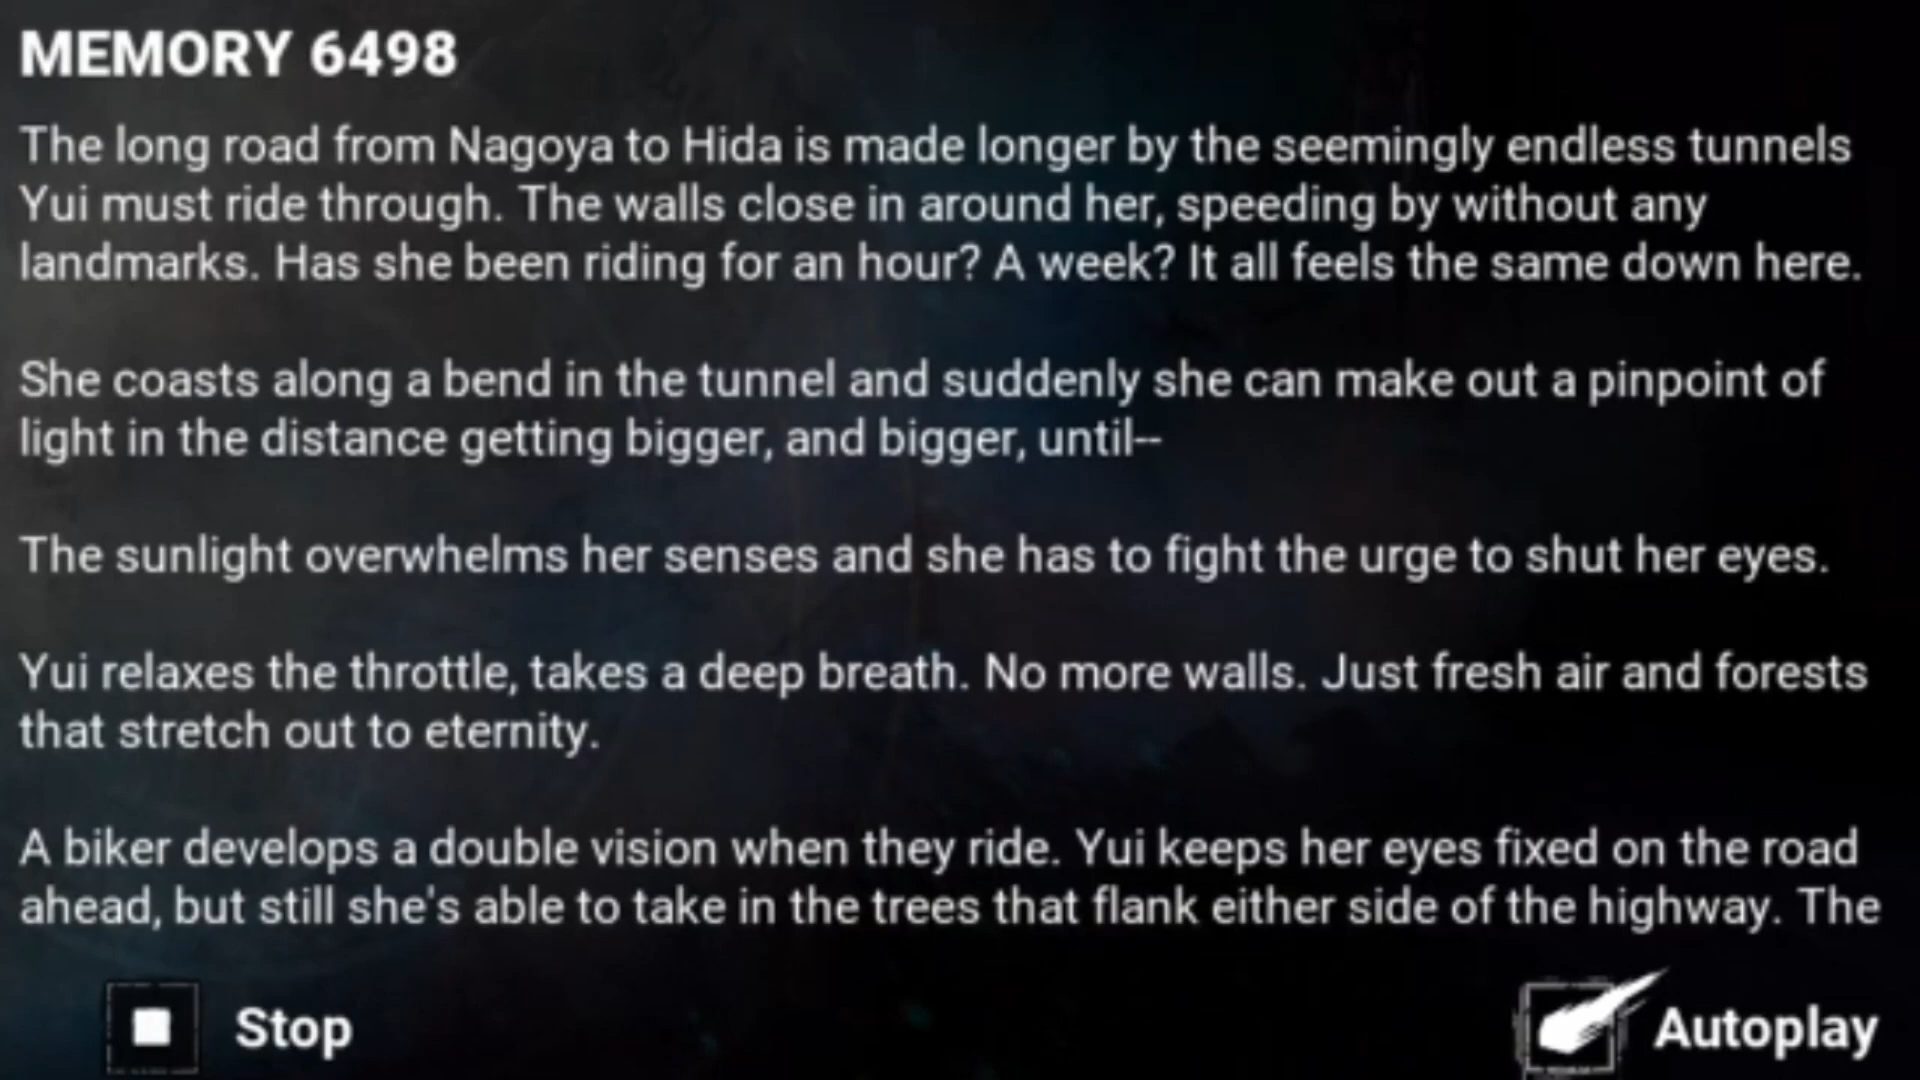 MEMORY 6498
The long road from Nagoya to Hida is made longer by the seemingly endless tunnels
Yui must ride through. The walls close in around her, speeding by without any
landmarks. Has she been riding for an hour? A week? It all feels the same down here.
She coasts along a bend in the tunnel and suddenly she can make out a pinpoint of
light in the distance getting bigger, and bigger, until--
The sunlight overwhelms her senses and she has to fight the urge to shut her eyes.
Yui relaxes the throttle, takes a deep breath. No more walls. Just fresh air and forests
that stretch out to eternity.
A biker develops a double vision when they ride. Yui keeps her eyes fixed on the road
ahead, but still she's able to take in the trees that flank either side of the highway. The
Stop
Autoplay